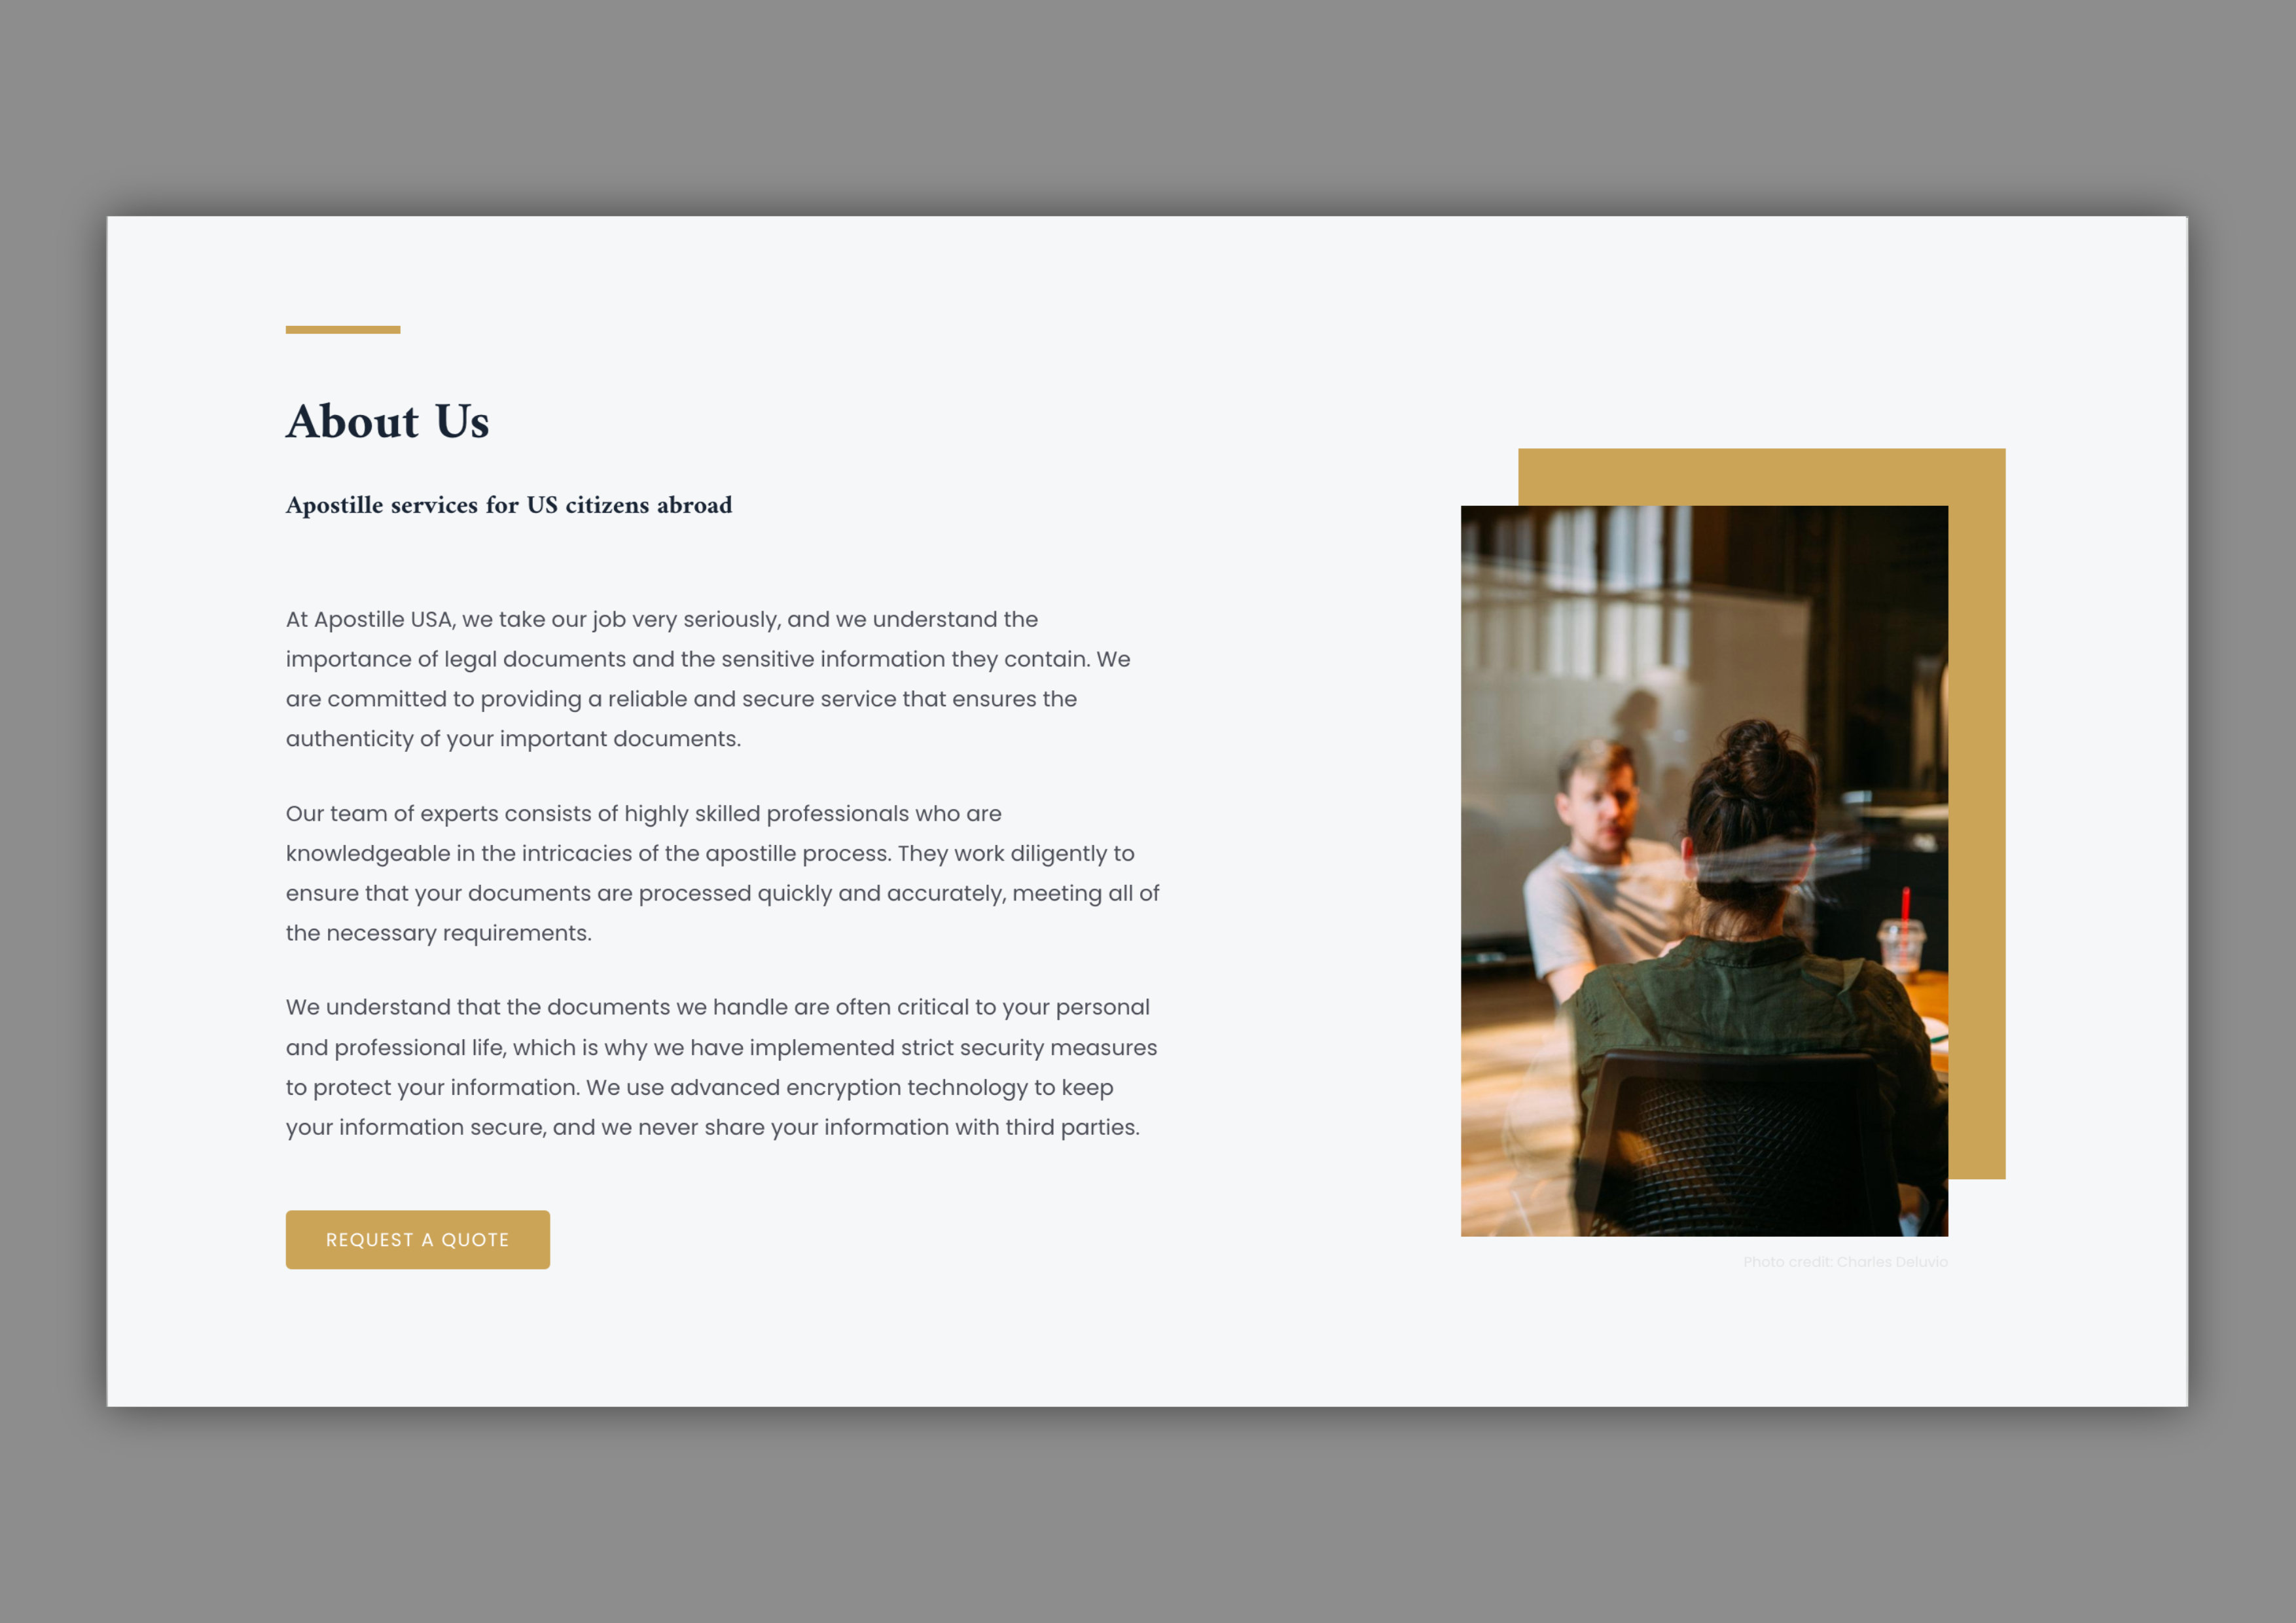 About Us
Apostille services for US citizens abroad
At Apostille USA, we take our job very seriously, and we understand the
importance of legal documents and the sensitive information they contain. We
are committed to providing a reliable and secure service that ensures the
authenticity of your important documents.
Our team of experts consists of highly skilled professionals who are
knowledgeable in the intricacies of the apostille process. They work diligently to
ensure that your documents are processed quickly and accurately, meeting all of
the necessary requirements.
We understand that the documents we handle are often critical to your personal
and professional life, which is why we have implemented strict security measures
to protect your information. We use advanced encryption technology to keep
your information secure, and we never share your information with third parties.
REQUEST A QUOTE
Photo credit: Charles Deluvio